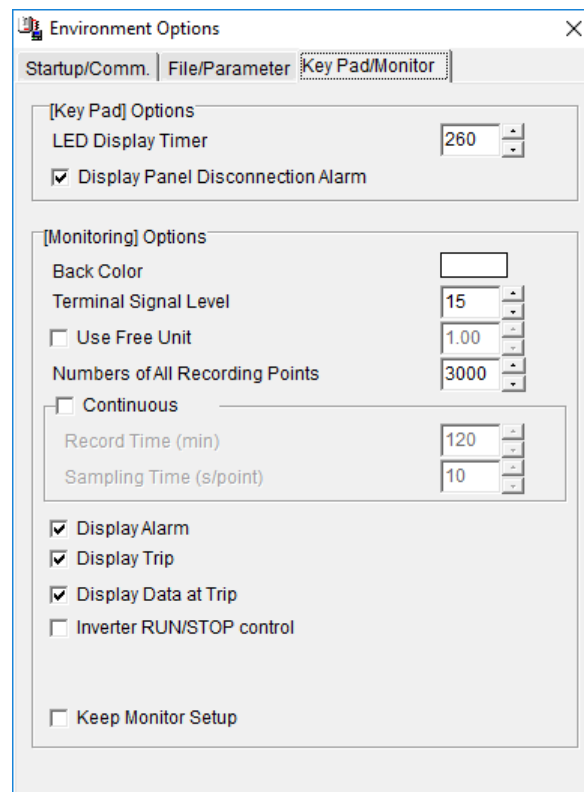 Environment Options
Startup/Comm. File/Parameter Key Pad/Monitor
[Key Pad] Options
LED Display Timer 260
Display Panel Disconnection Alarm
[Monitoring] Options
Back Color
Terminal Signal Level 15
Use Free Unit 1.00
Numbers of All Recording Points 3000
Continuous
Record Time (min) 120
Sampling Time (s/point) 10
Display Alarm
Display Trip
Display Data at Trip
Inverter RUN/STOP control
Keep Monitor Setup